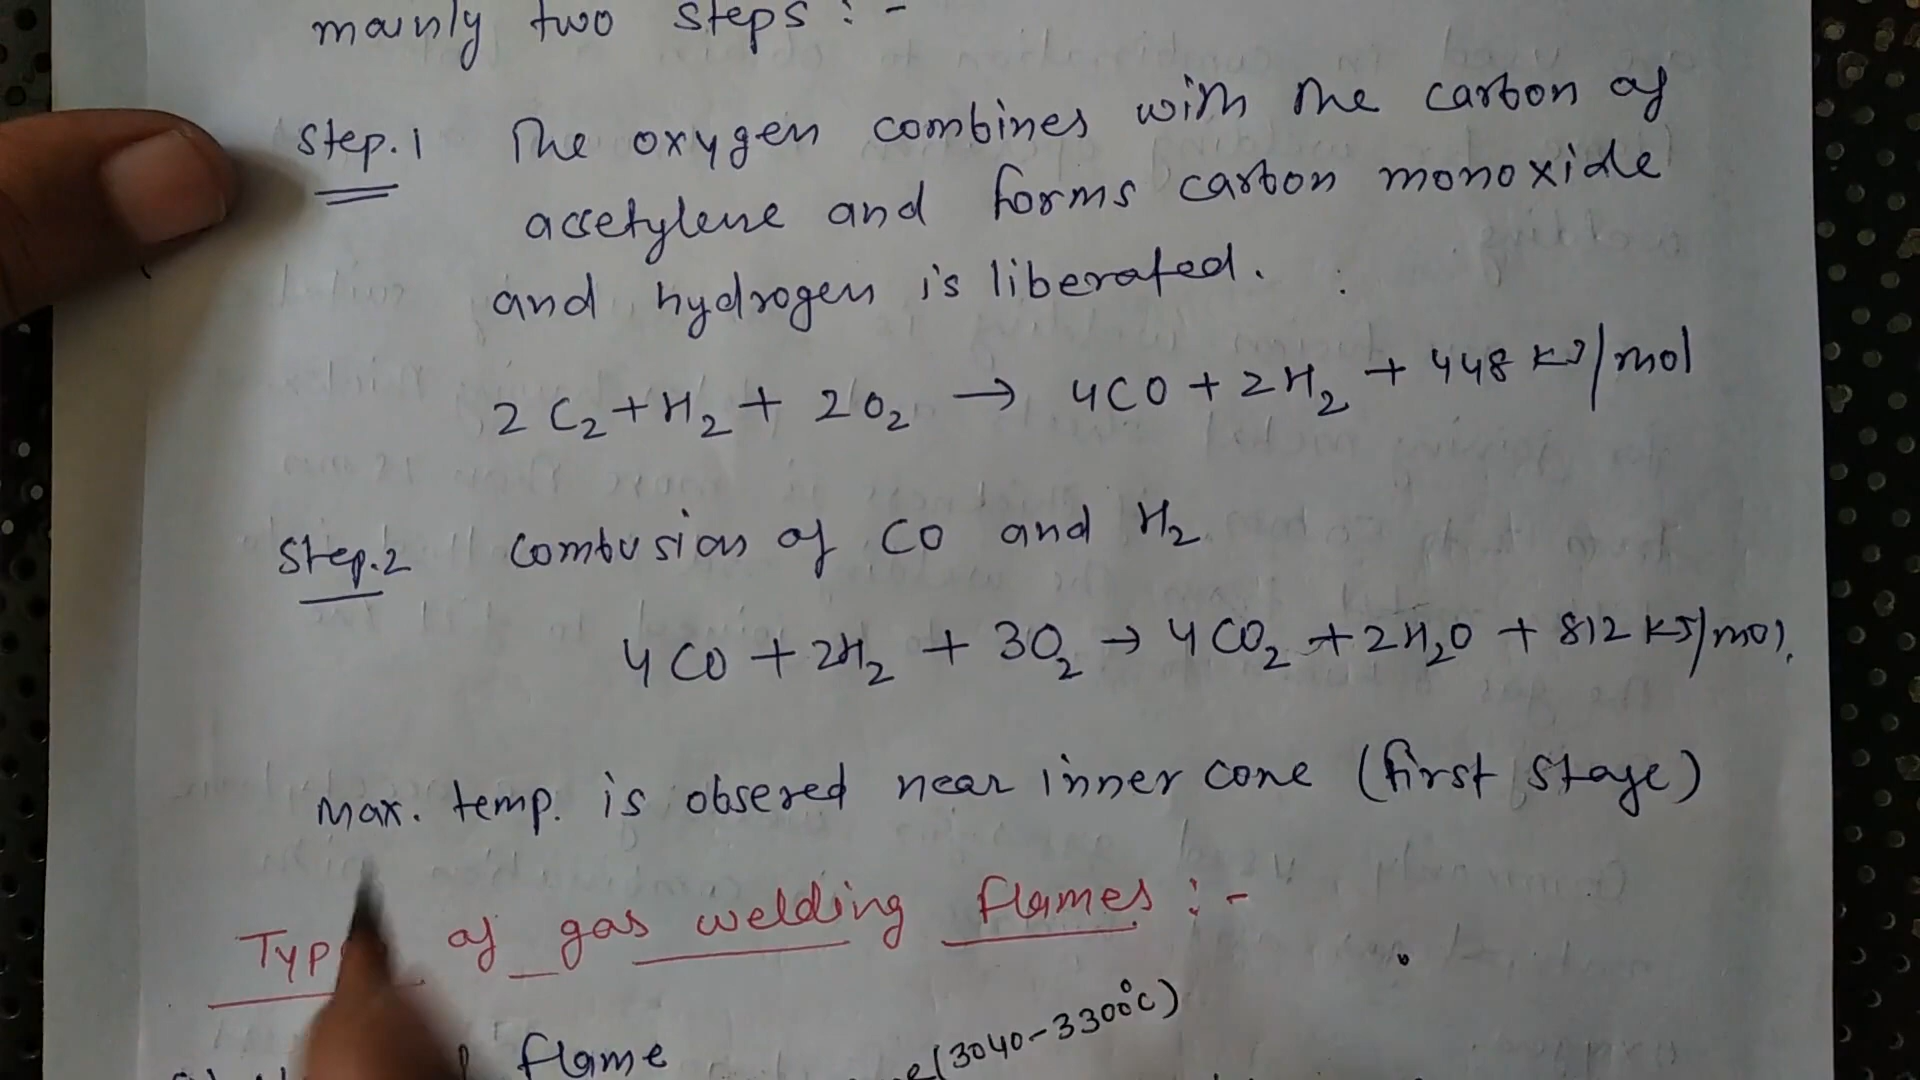 mainly two steps : -
Step.1 The oxygen combines with the carbon of
accetylene and forms carbon monoxide
and hydrogen is liberated.
2 C₂ + H₂ + 2O₂ → 4CO + 2H₂ + 448 KJ/mol
Step.2 Combusion of CO and H₂
4CO + 2H₂ + 3O₂ → 4CO₂ + 2H₂O + 812 KJ/mol.
Max. temp. is obsered near inner cone (first stage)
of gas welding flames : -
(3040-3300°C)
flame